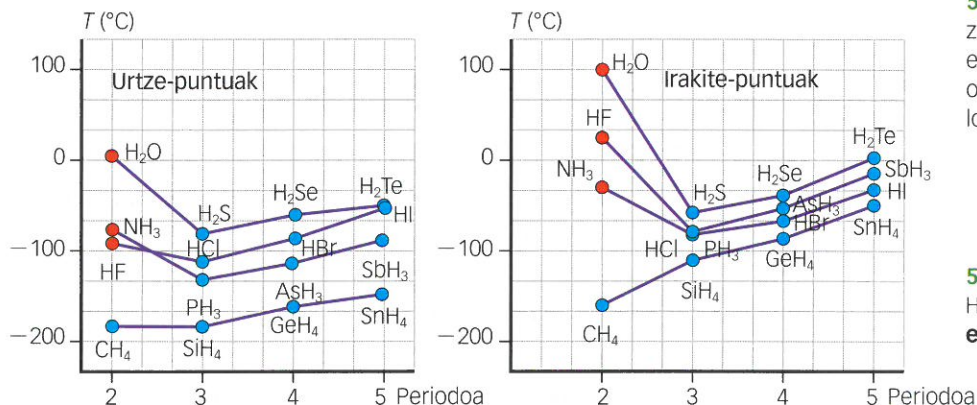 T (°C)
100
0
−100
−200
Urtze-puntuak
H₂O
NH₃
HF
CH₄
H₂S
HCl
PH₃
SiH₄
H₂Se
HBr
AsH₃
GeH₄
H₂Te
HI
SbH₃
SnH₄
2 3 4 5 Periodoa
T (°C)
100
0
−100
−200
Irakite-puntuak
H₂O
HF
NH₃
CH₄
H₂S
HCl
PH₃
SiH₄
H₂Se
AsH₃
HBr
GeH₄
H₂Te
SbH₃
HI
SnH₄
2 3 4 5 Periodoa